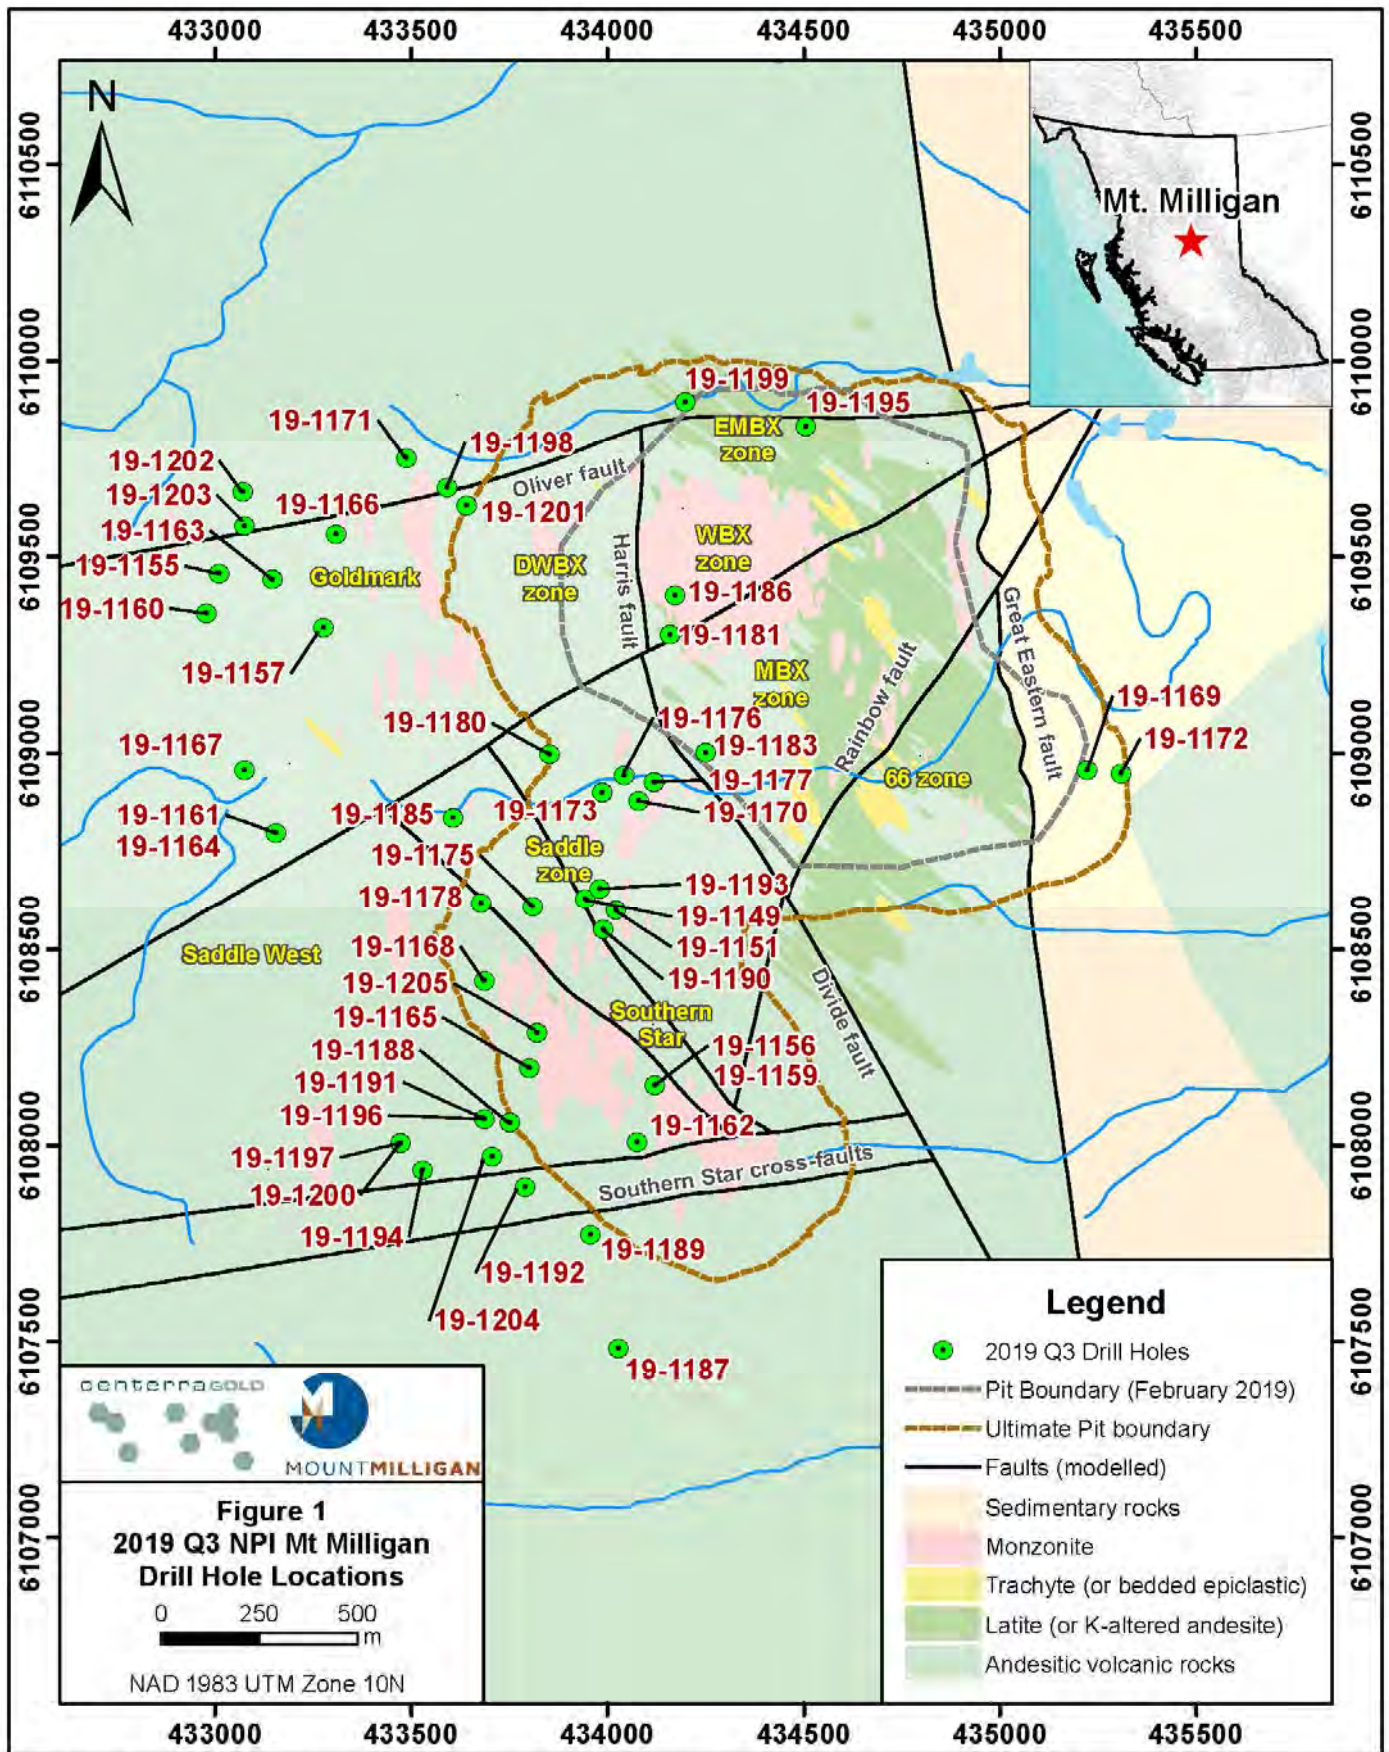 433000
433500
434000
434500
435000
435500
N
6110500
6110500
Mt. Milligan
6110000
6110000
19-1199
19-1195
19-1171
EMBX
zone
19-1198
19-1202
Oliver fault
19-1203
19-1166
19-1201
19-1163
WBX
zone
6109500
6109500
19-1155
Goldmark
DWBX
zone
Harris fault
19-1160
19-1186
19-1181
19-1157
MBX
zone
Rainbow fault
Great Eastern fault
19-1169
19-1180
19-1176
6109000
6109000
19-1167
19-1183
19-1172
19-1177
66 zone
19-1161
19-1164
19-1185
19-1173
19-1170
19-1175
Saddle
zone
19-1178
19-1193
19-1149
6108500
6108500
Saddle West
19-1168
19-1151
19-1205
19-1190
Divide fault
19-1165
Southern
Star
19-1188
19-1156
19-1191
19-1159
19-1196
19-1162
6108000
6108000
19-1197
Southern Star cross-faults
19-1200
19-1194
19-1189
19-1192
19-1204
6107500
6107500
19-1187
centerraGOLD
MOUNTMILLIGAN
Figure 1
2019 Q3 NPI Mt Milligan
Drill Hole Locations
0 250 500
m
NAD 1983 UTM Zone 10N
6107000
6107000
Legend
2019 Q3 Drill Holes
Pit Boundary (February 2019)
Ultimate Pit boundary
Faults (modelled)
Sedimentary rocks
Monzonite
Trachyte (or bedded epiclastic)
Latite (or K-altered andesite)
Andesitic volcanic rocks
433000
433500
434000
434500
435000
435500